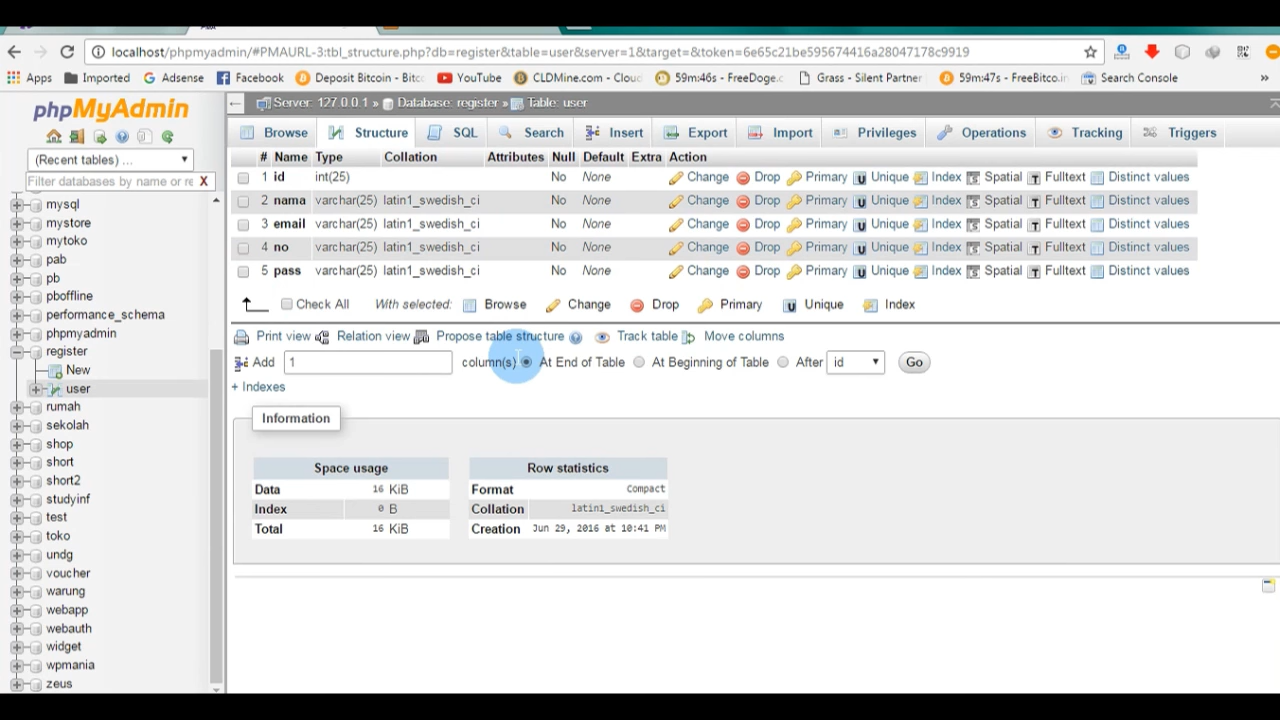 localhost/phpmyadmin/#PMAURL-3:tbl_structure.php?db=register&table=user&server=1&target=&token=6e65c21be595674416a28047178c9919
Apps Imported Adsense Facebook Deposit Bitcoin - Bitc YouTube CLDMine.com - Cloud 59m:46s - FreeDoge.c Grass - Silent Partner 59m:47s - FreeBitco.in Search Console »
phpMyAdmin
(Recent tables) ...
Filter databases by name or re X
mysql
mystore
mytoko
pab
pb
pboffline
performance_schema
phpmyadmin
register
New
user
rumah
sekolah
shop
short
short2
studyinf
test
toko
undg
voucher
warung
webapp
webauth
widget
wpmania
zeus
Server: 127.0.0.1 » Database: register » Table: user
Browse Structure SQL Search Insert Export Import Privileges Operations Tracking Triggers
# Name Type Collation Attributes Null Default Extra Action
1 id int(25) No None Change Drop Primary Unique Index Spatial Fulltext Distinct values
2 nama varchar(25) latin1_swedish_ci No None Change Drop Primary Unique Index Spatial Fulltext Distinct values
3 email varchar(25) latin1_swedish_ci No None Change Drop Primary Unique Index Spatial Fulltext Distinct values
4 no varchar(25) latin1_swedish_ci No None Change Drop Primary Unique Index Spatial Fulltext Distinct values
5 pass varchar(25) latin1_swedish_ci No None Change Drop Primary Unique Index Spatial Fulltext Distinct values
Check All With selected: Browse Change Drop Primary Unique Index
Print view Relation view Propose table structure Track table Move columns
Add 1 column(s) At End of Table At Beginning of Table After id Go
+ Indexes
Information
Space usage
Data 16 KiB
Index 0 B
Total 16 KiB
Row statistics
Format Compact
Collation latin1_swedish_ci
Creation Jun 29, 2016 at 10:41 PM